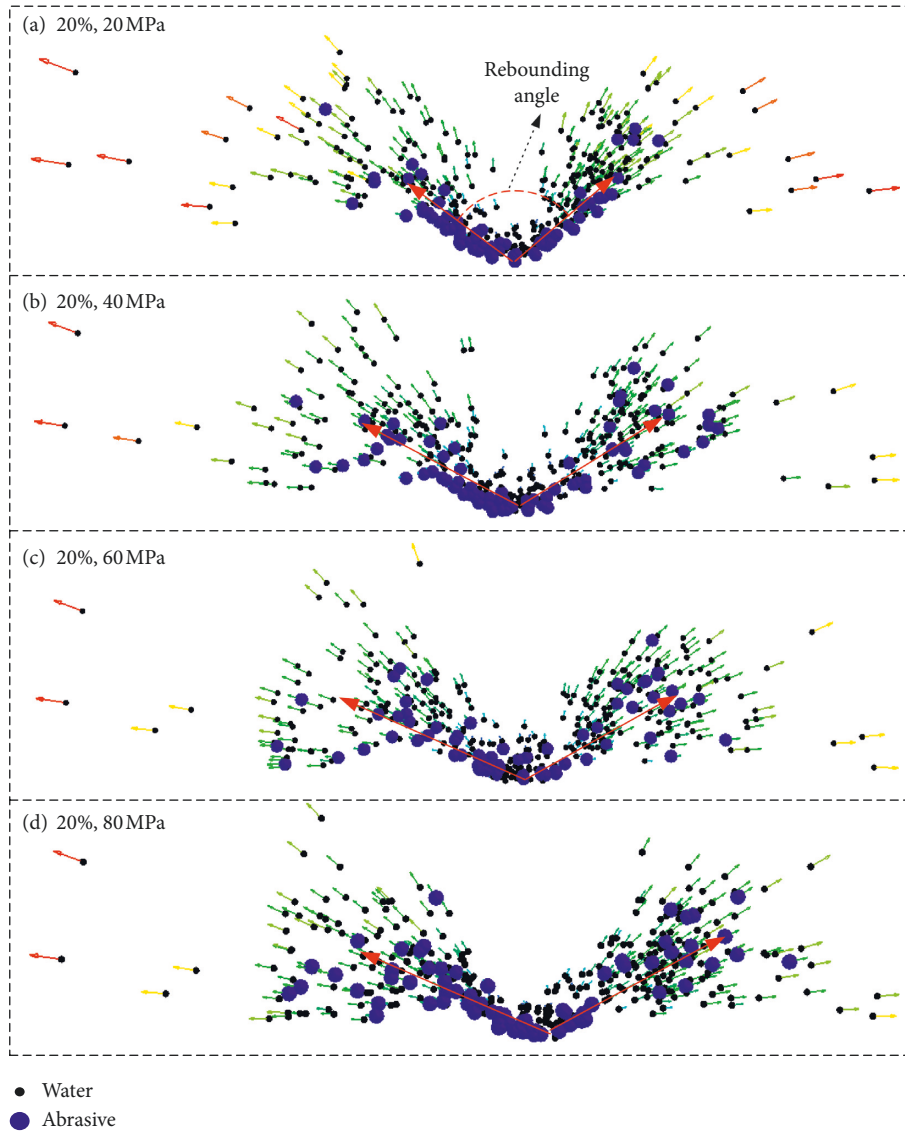 (a) 20%, 20 MPa
Rebounding
angle
(b) 20%, 40 MPa
(c) 20%, 60 MPa
(d) 20%, 80 MPa
Water
Abrasive